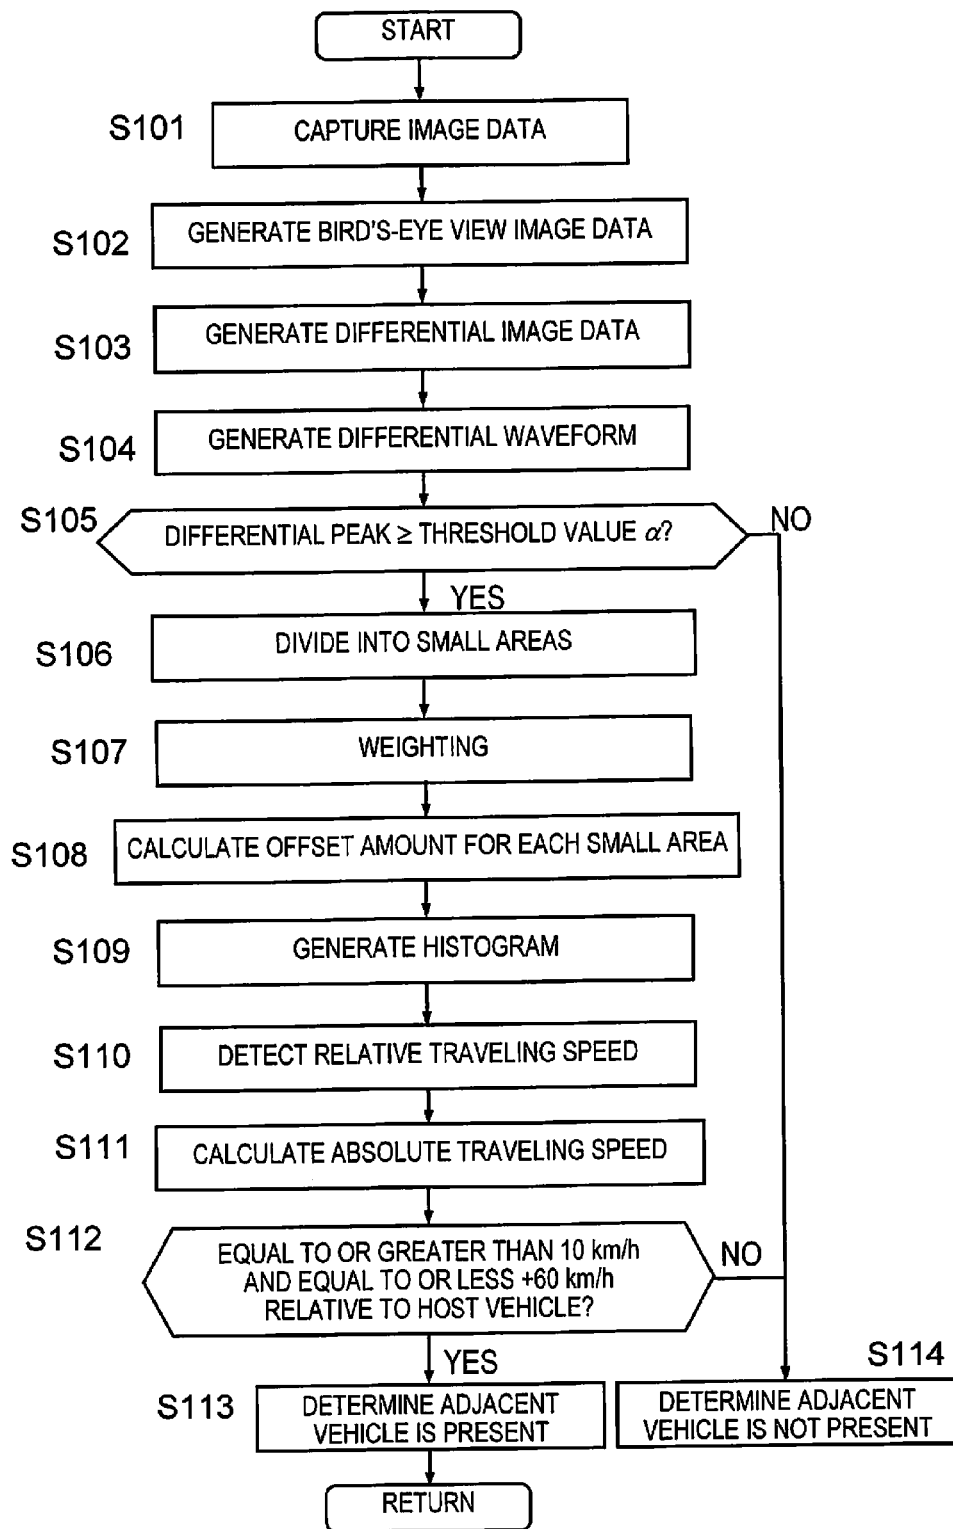 START
S101
CAPTURE IMAGE DATA
S102
GENERATE BIRD'S-EYE VIEW IMAGE DATA
S103
GENERATE DIFFERENTIAL IMAGE DATA
S104
GENERATE DIFFERENTIAL WAVEFORM
S105
DIFFERENTIAL PEAK ≥ THRESHOLD VALUE α?
NO
YES
S106
DIVIDE INTO SMALL AREAS
S107
WEIGHTING
S108
CALCULATE OFFSET AMOUNT FOR EACH SMALL AREA
S109
GENERATE HISTOGRAM
S110
DETECT RELATIVE TRAVELING SPEED
S111
CALCULATE ABSOLUTE TRAVELING SPEED
S112
EQUAL TO OR GREATER THAN 10 km/h
AND EQUAL TO OR LESS +60 km/h
RELATIVE TO HOST VEHICLE?
NO
YES
S113
DETERMINE ADJACENT
VEHICLE IS PRESENT
S114
DETERMINE ADJACENT
VEHICLE IS NOT PRESENT
RETURN